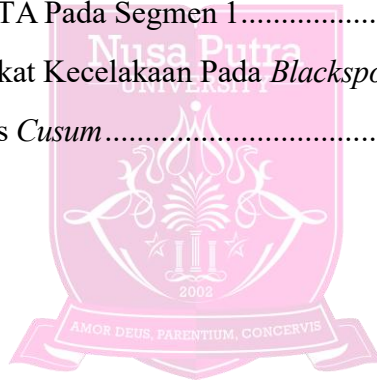 TA Pada Segmen 1....................
kat Kecelakaan Pada Blackspo
s Cusum....................................
Nusa Putra
UNIVERSITY
2002
AMOR DEUS, PARENTIUM, CONCERVIS